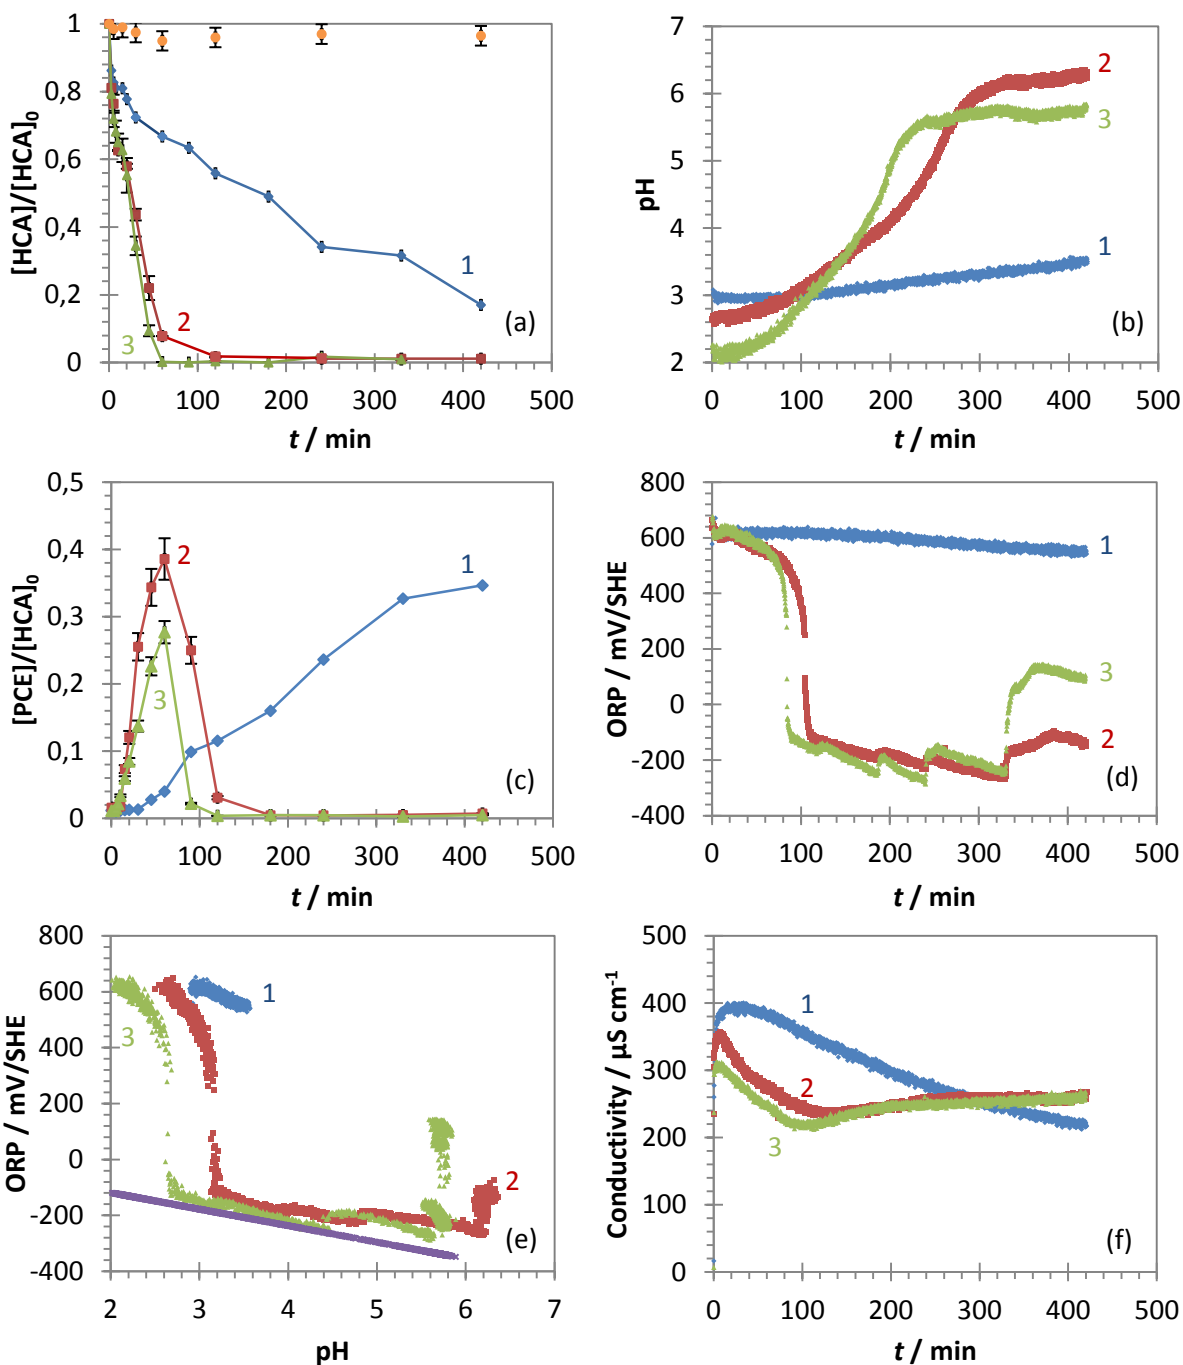 [HCA]/[HCA]0
1
0,8
0,6
0,4
0,2
0
0 100 200 300 400 500
t / min
1
2
3
(a)
pH
7
6
5
4
3
2
0 100 200 300 400 500
t / min
2
3
1
(b)
[PCE]/[HCA]0
0,5
0,4
0,3
0,2
0,1
0
0 100 200 300 400 500
t / min
2
1
3
(c)
ORP / mV/SHE
800
600
400
200
0
-200
-400
0 100 200 300 400 500
t / min
1
3
2
(d)
ORP / mV/SHE
800
600
400
200
0
-200
-400
2 3 4 5 6 7
pH
1
3
2
(e)
Conductivity / µS cm⁻¹
500
400
300
200
100
0
0 100 200 300 400 500
t / min
1
2
3
(f)